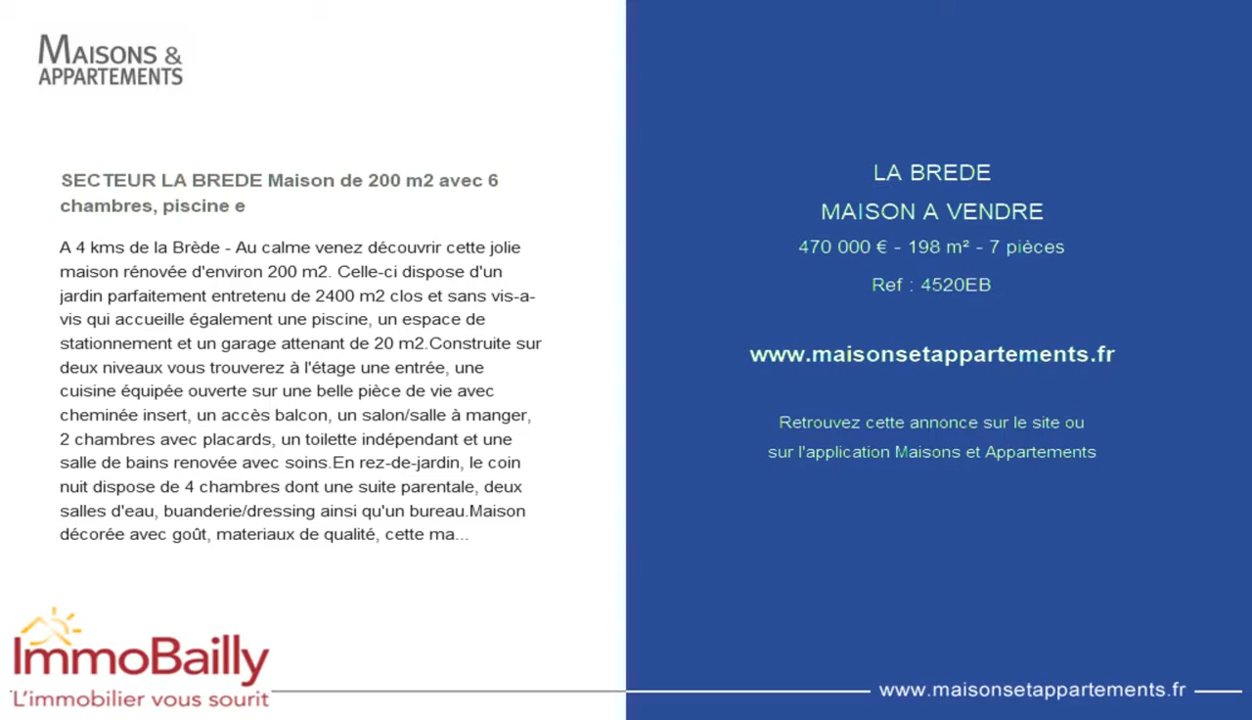 MAISONS &
APPARTEMENTS
SECTEUR LA BREDE Maison de 200 m2 avec 6
chambres, piscine e
A 4 kms de la Brède - Au calme venez découvrir cette jolie
maison rénovée d'environ 200 m2. Celle-ci dispose d'un
jardin parfaitement entretenu de 2400 m2 clos et sans vis-a-
vis qui accueille également une piscine, un espace de
stationnement et un garage attenant de 20 m2.Construite sur
deux niveaux vous trouverez à l'étage une entrée, une
cuisine équipée ouverte sur une belle pièce de vie avec
cheminée insert, un accès balcon, un salon/salle à manger,
2 chambres avec placards, un toilette indépendant et une
salle de bains renovée avec soins.En rez-de-jardin, le coin
nuit dispose de 4 chambres dont une suite parentale, deux
salles d'eau, buanderie/dressing ainsi qu'un bureau.Maison
décorée avec goût, materiaux de qualité, cette ma...
ImmoBailly
L'immobilier vous sourit
LA BREDE
MAISON A VENDRE
470 000 € - 198 m² - 7 pièces
Ref : 4520EB
www.maisonsetappartements.fr
Retrouvez cette annonce sur le site ou
sur l'application Maisons et Appartements
www.maisonsetappartements.fr